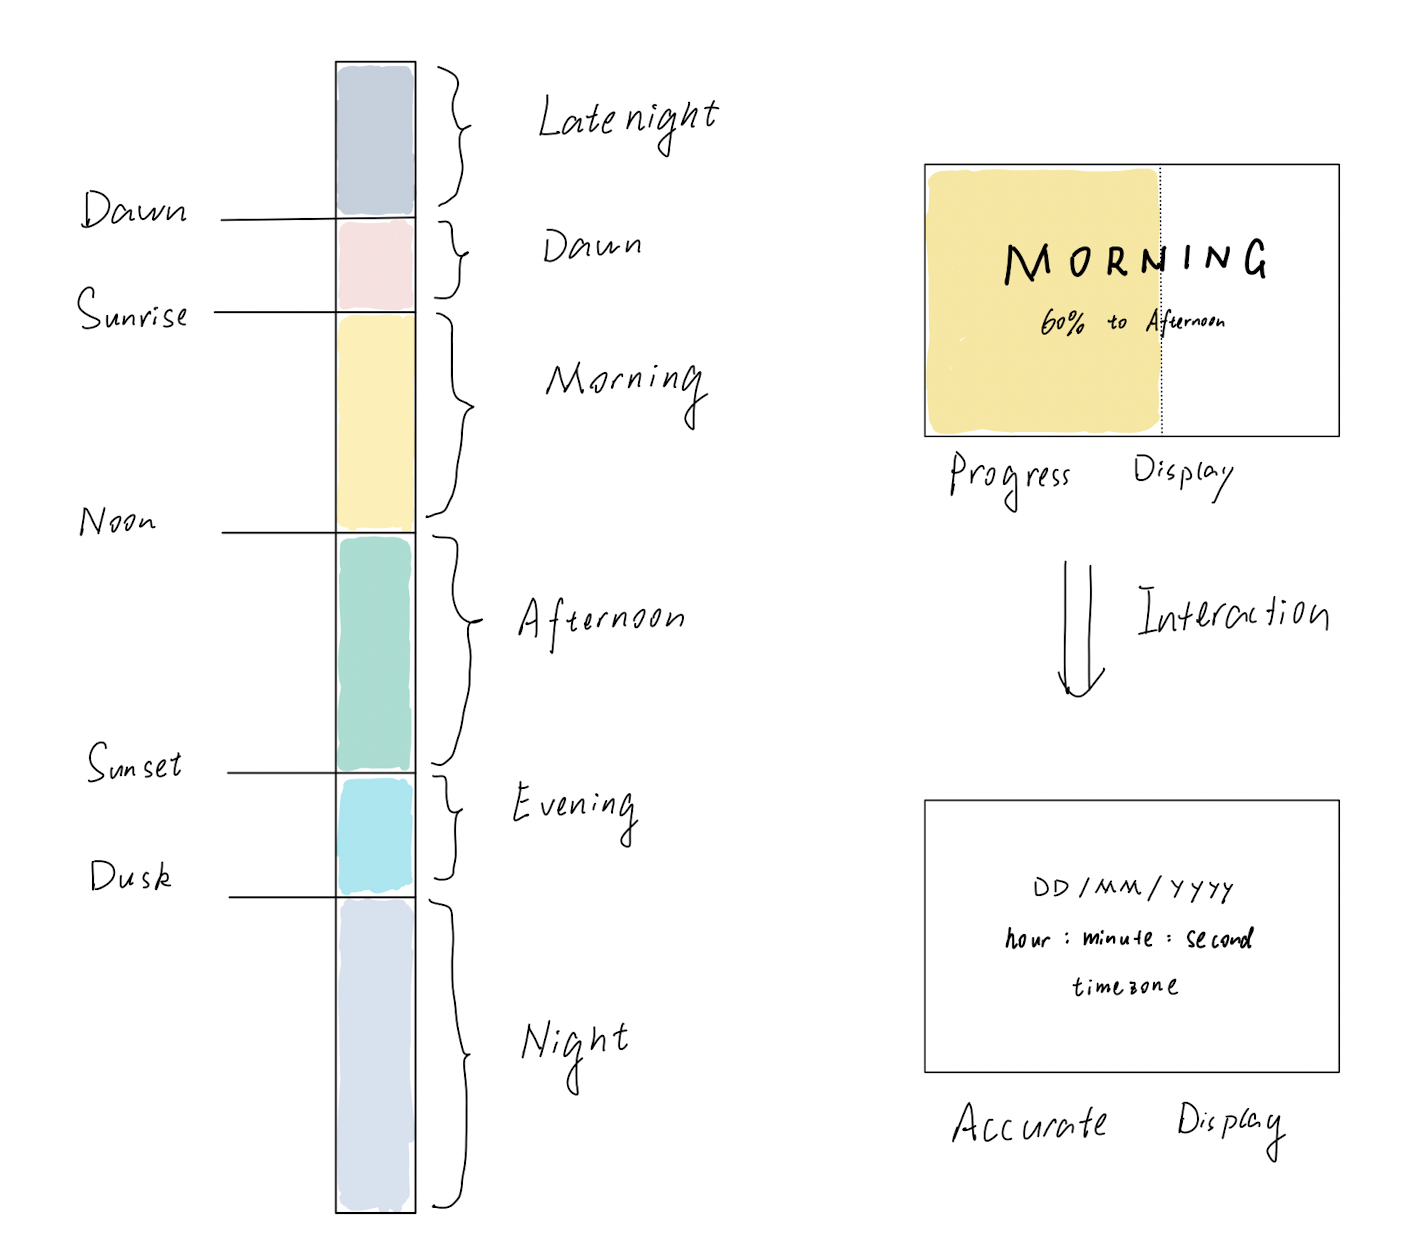 Late night
Dawn
Dawn
Sunrise
Morning
Noon
Afternoon
Sunset
Evening
Dusk
Night
MORNING
60% to Afternoon
Progress Display
Interaction
DD/MM/YYYY
hour : minute : second
timezone
Accurate Display